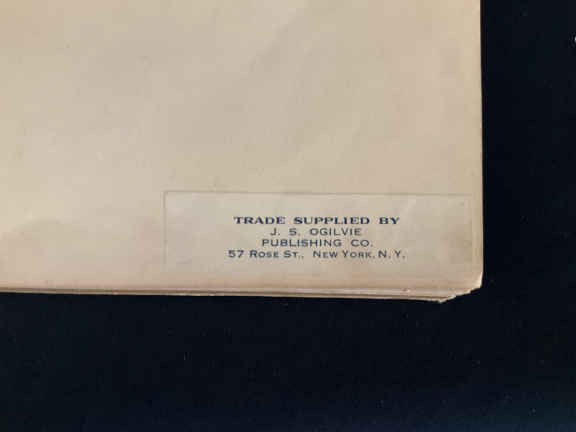 TRADE SUPPLIED BY
J. S. OGILVIE
PUBLISHING CO.
57 ROSE ST., NEW YORK, N. Y.